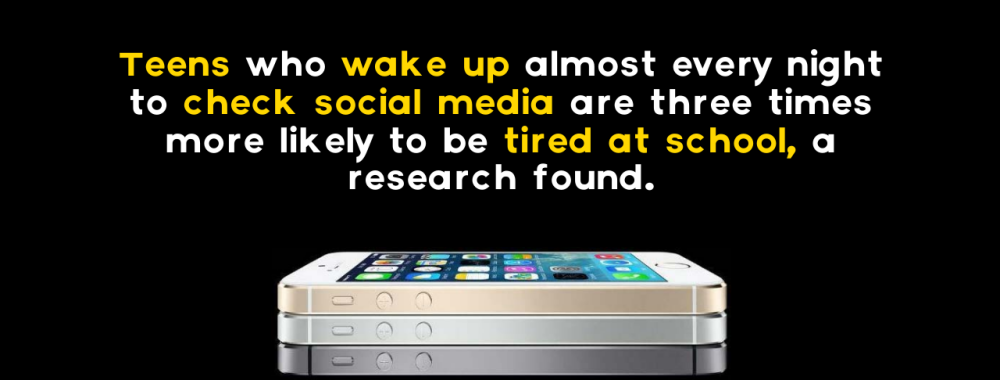 Teens who wake up almost every night
to check social media are three times
more likely to be tired at school, a
research found.